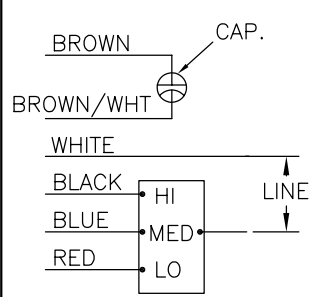 BROWN
CAP.
BROWN/WHT
WHITE
BLACK
HI
LINE
BLUE
MED
RED
LO